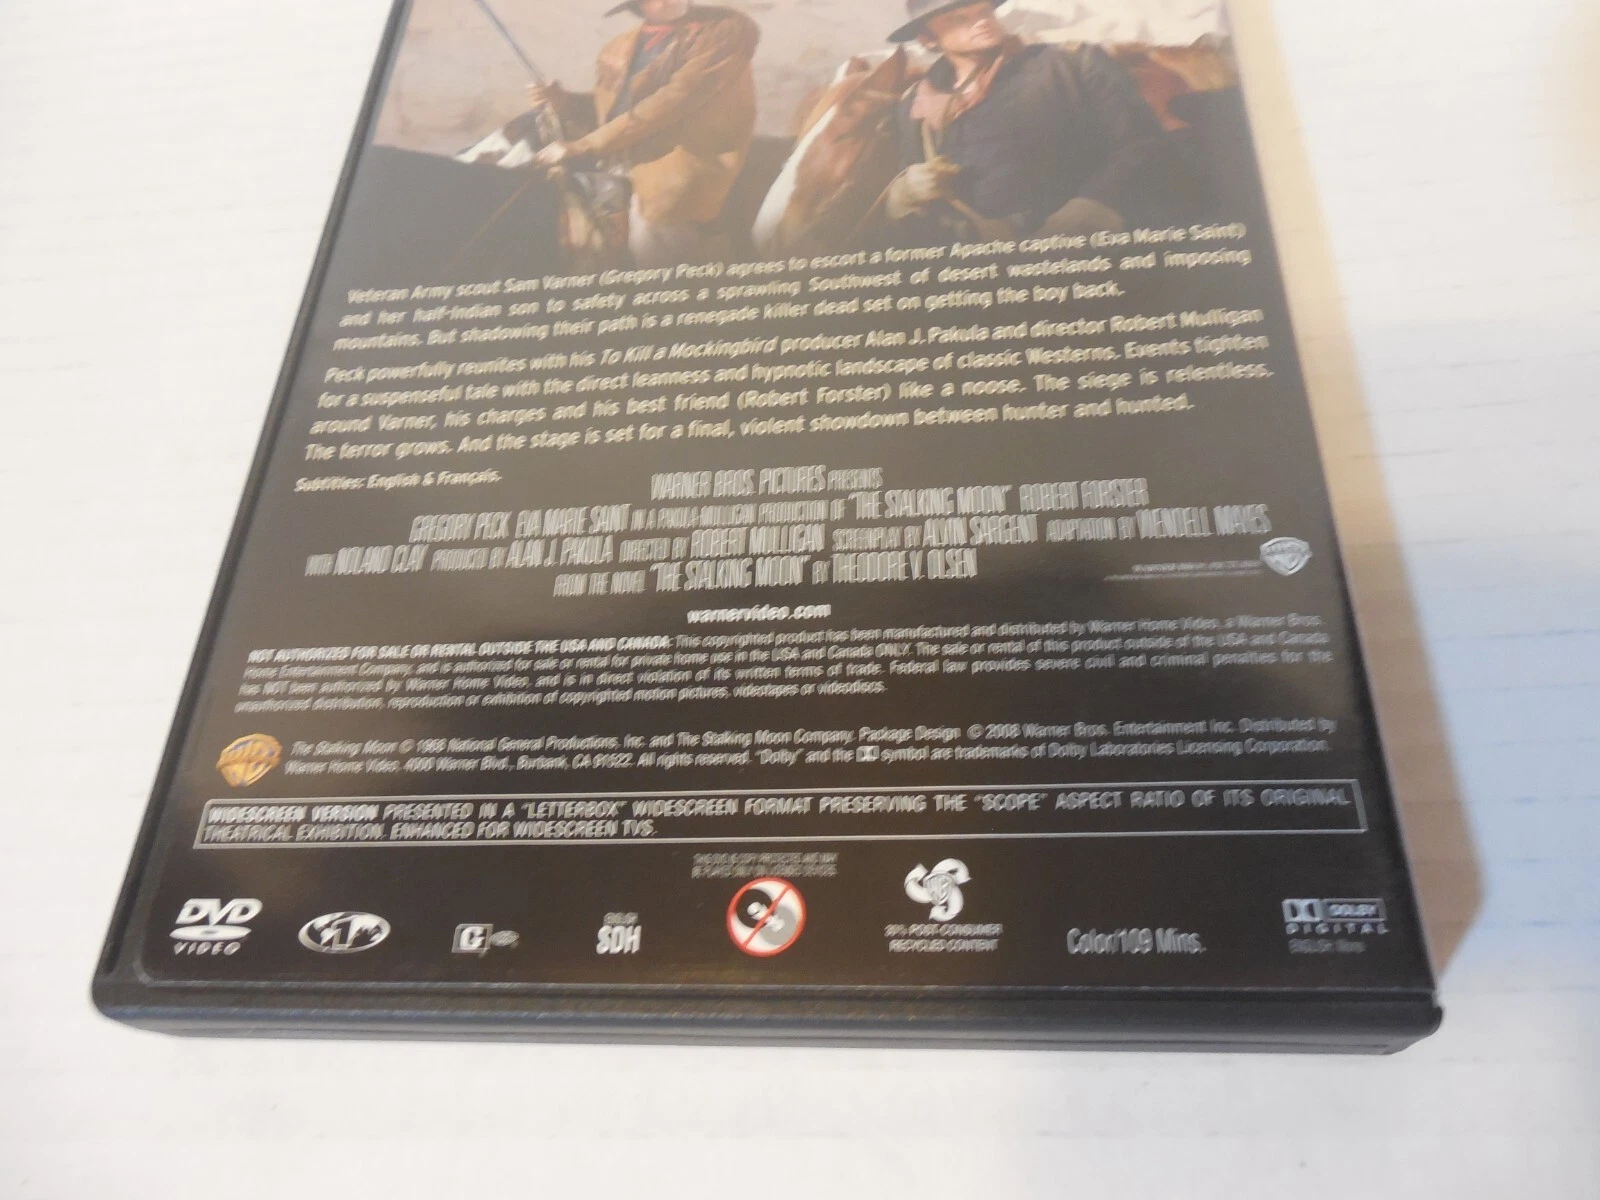 Veteran Army scout Sam Varner (Gregory Peck) agrees to escort a former Apache captive (Eva Marie Saint)
and her half-Indian son to safety across a sprawling Southwest of desert wastelands and imposing
mountains. But shadowing their path is a renegade killer dead set on getting the boy back.
Peck powerfully reunites with his To Kill a Mockingbird producer Alan J. Pakula and director Robert Mulligan
for a suspenseful tale with the direct leanness and hypnotic landscape of classic Westerns. Events tighten
around Varner, his charges and his best friend (Robert Forster) like a noose. The siege is relentless.
The terror grows. And the stage is set for a final, violent showdown between hunter and hunted.
Subtitles: English & Français.
WARNER BROS. PICTURES PRESENTS
GREGORY PECK EVA MARIE SAINT IN A PAKULA-MULLIGAN PRODUCTION OF "THE STALKING MOON" ROBERT FORSTER
WITH NOLAND CLAY PRODUCED BY ALAN J. PAKULA DIRECTED BY ROBERT MULLIGAN SCREENPLAY BY ALVIN SARGENT ADAPTATION BY WENDELL MAYES
FROM THE NOVEL "THE STALKING MOON" BY THEODORE V. OLSEN
warnervideo.com
NOT AUTHORIZED FOR SALE OR RENTAL OUTSIDE THE USA AND CANADA: This copyrighted product has been manufactured and distributed by Warner Home Video, a Warner Bros.
Home Entertainment Company, and is authorized for sale or rental for private home use in the USA and Canada ONLY. The sale or rental of this product outside of the USA and Canada
has NOT been authorized by Warner Home Video, and is in direct violation of its written terms of trade. Federal law provides severe civil and criminal penalties for the
unauthorized distribution, reproduction or exhibition of copyrighted motion pictures, videotapes or videodiscs.
The Stalking Moon © 1968 National General Productions, Inc. and The Stalking Moon Company. Package Design © 2008 Warner Bros. Entertainment Inc. Distributed by
Warner Home Video, 4000 Warner Blvd., Burbank, CA 91522. All rights reserved. "Dolby" and the symbol are trademarks of Dolby Laboratories Licensing Corporation.
WIDESCREEN VERSION PRESENTED IN A "LETTERBOX" WIDESCREEN FORMAT PRESERVING THE "SCOPE" ASPECT RATIO OF ITS ORIGINAL
THEATRICAL EXHIBITION. ENHANCED FOR WIDESCREEN TVS.
DVD
VIDEO
1
G
ENGLISH
SDH
30% POST-CONSUMER
RECYCLED CONTENT
Color/109 Mins.
DOLBY
DIGITAL